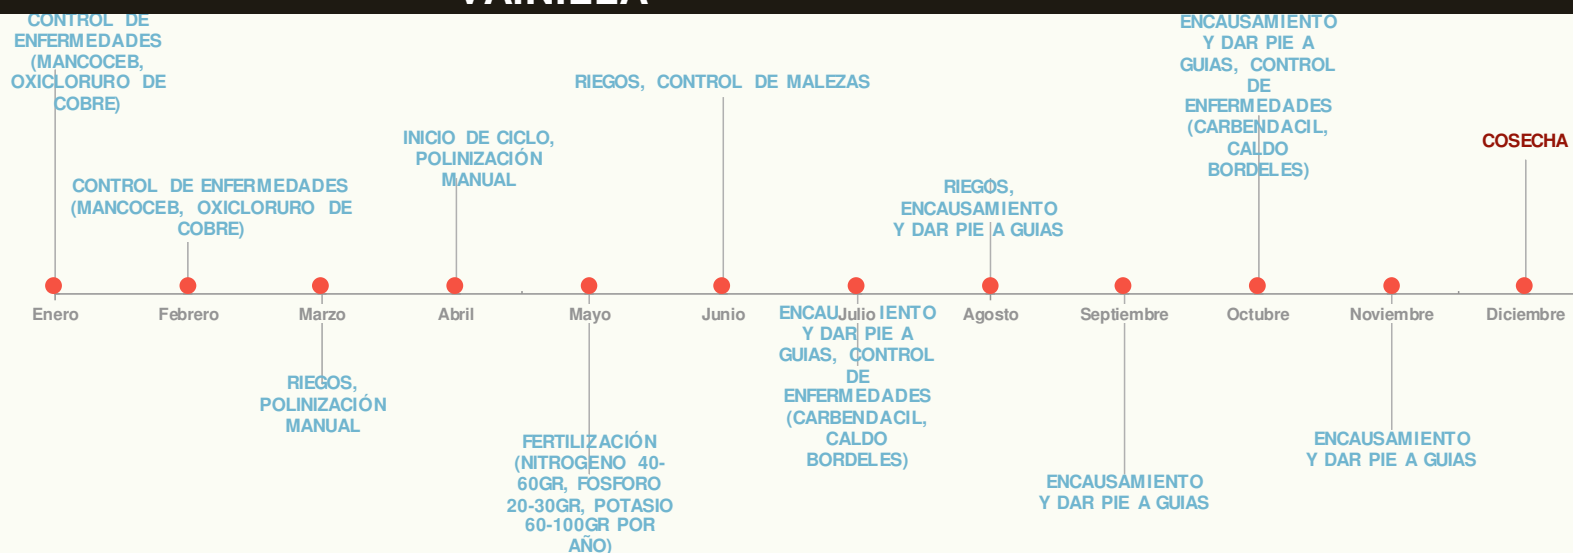 VAINILLA
CONTROL DE
ENFERMEDADES
(MANCOCEB,
OXICLORURO DE
COBRE)
CONTROL DE ENFERMEDADES
(MANCOCEB, OXICLORURO DE
COBRE)
INICIO DE CICLO,
POLINIZACIÓN
MANUAL
RIEGOS, CONTROL DE MALEZAS
RIEGOS,
ENCAUSAMIENTO
Y DAR PIE A GUIAS
ENCAUSAMIENTO
Y DAR PIE A
GUIAS, CONTROL
DE
ENFERMEDADES
(CARBENDACIL,
CALDO
BORDELES)
COSECHA
Enero
Febrero
Marzo
Abril
Mayo
Junio
Julio
Agosto
Septiembre
Octubre
Noviembre
Diciembre
RIEGOS,
POLINIZACIÓN
MANUAL
FERTILIZACIÓN
(NITROGENO 40-
60GR, FOSFORO
20-30GR, POTASIO
60-100GR POR
AÑO)
ENCAUSAMIENTO
Y DAR PIE A
GUIAS, CONTROL
DE
ENFERMEDADES
(CARBENDACIL,
CALDO
BORDELES)
ENCAUSAMIENTO
Y DAR PIE A GUIAS
ENCAUSAMIENTO
Y DAR PIE A GUIAS